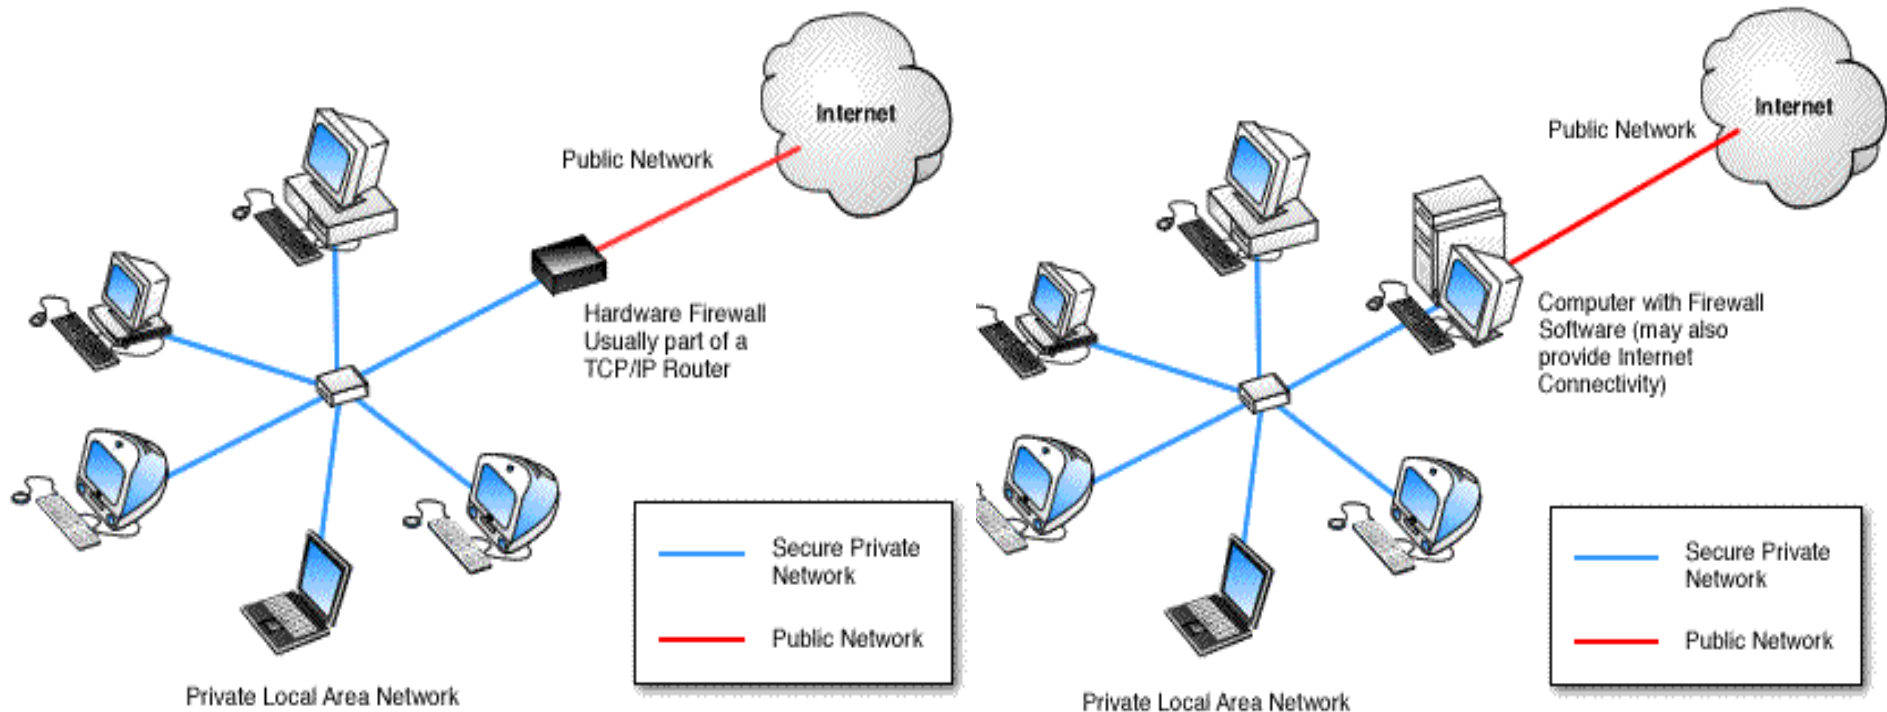 Internet
Public Network
Hardware Firewall
Usually part of a
TCP/IP Router
Secure Private
Network
Public Network
Private Local Area Network
Internet
Public Network
Computer with Firewall
Software (may also
provide Internet
Connectivity)
Secure Private
Network
Public Network
Private Local Area Network